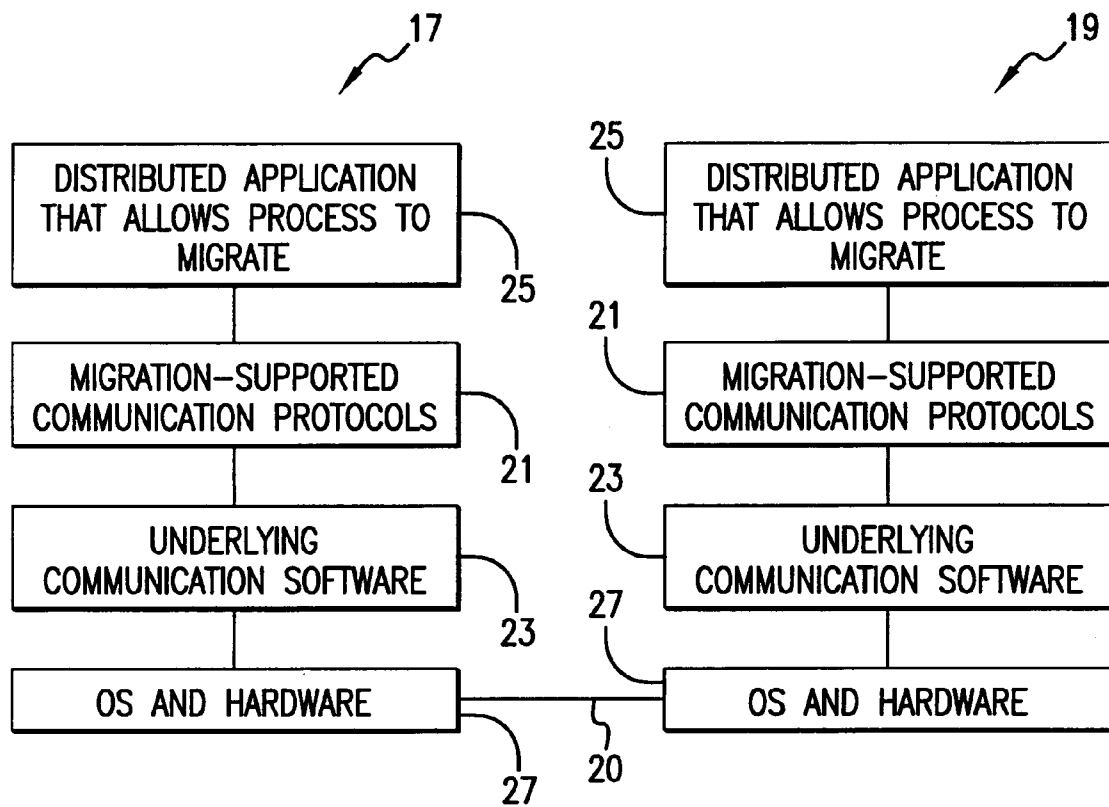 17
19
DISTRIBUTED APPLICATION
THAT ALLOWS PROCESS TO
MIGRATE
25
25
DISTRIBUTED APPLICATION
THAT ALLOWS PROCESS TO
MIGRATE
MIGRATION-SUPPORTED
COMMUNICATION PROTOCOLS
21
21
MIGRATION-SUPPORTED
COMMUNICATION PROTOCOLS
UNDERLYING
COMMUNICATION SOFTWARE
23
23
UNDERLYING
COMMUNICATION SOFTWARE
OS AND HARDWARE
27
20
27
OS AND HARDWARE